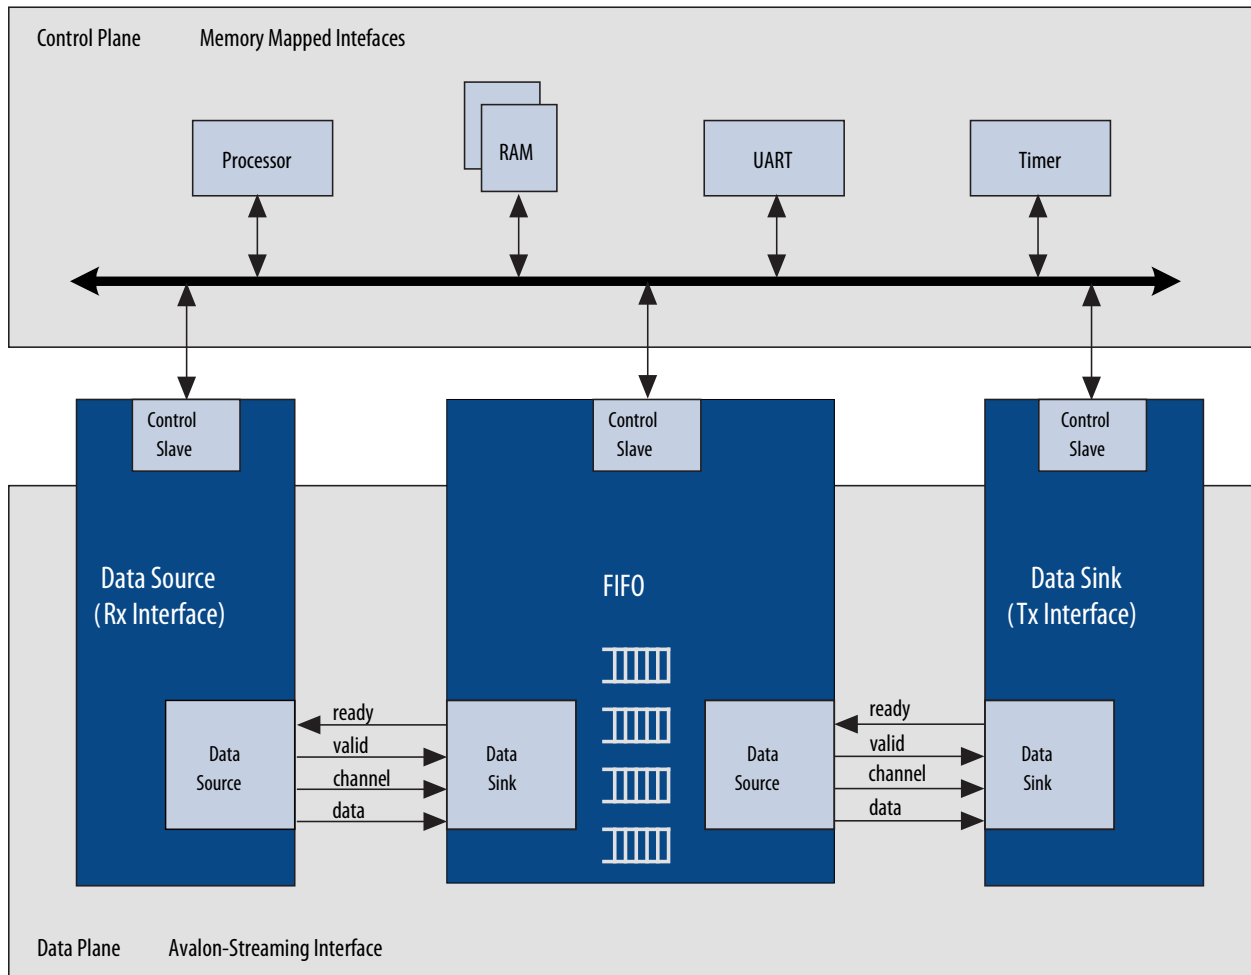 Control Plane Memory Mapped Intefaces
Processor
RAM
UART
Timer
Control
Slave
Control
Slave
Control
Slave
Data Source
(Rx Interface)
FIFO
Data Sink
(Tx Interface)
Data
Source
ready
valid
channel
data
Data
Sink
Data
Source
ready
valid
channel
data
Data
Sink
Data Plane Avalon-Streaming Interface